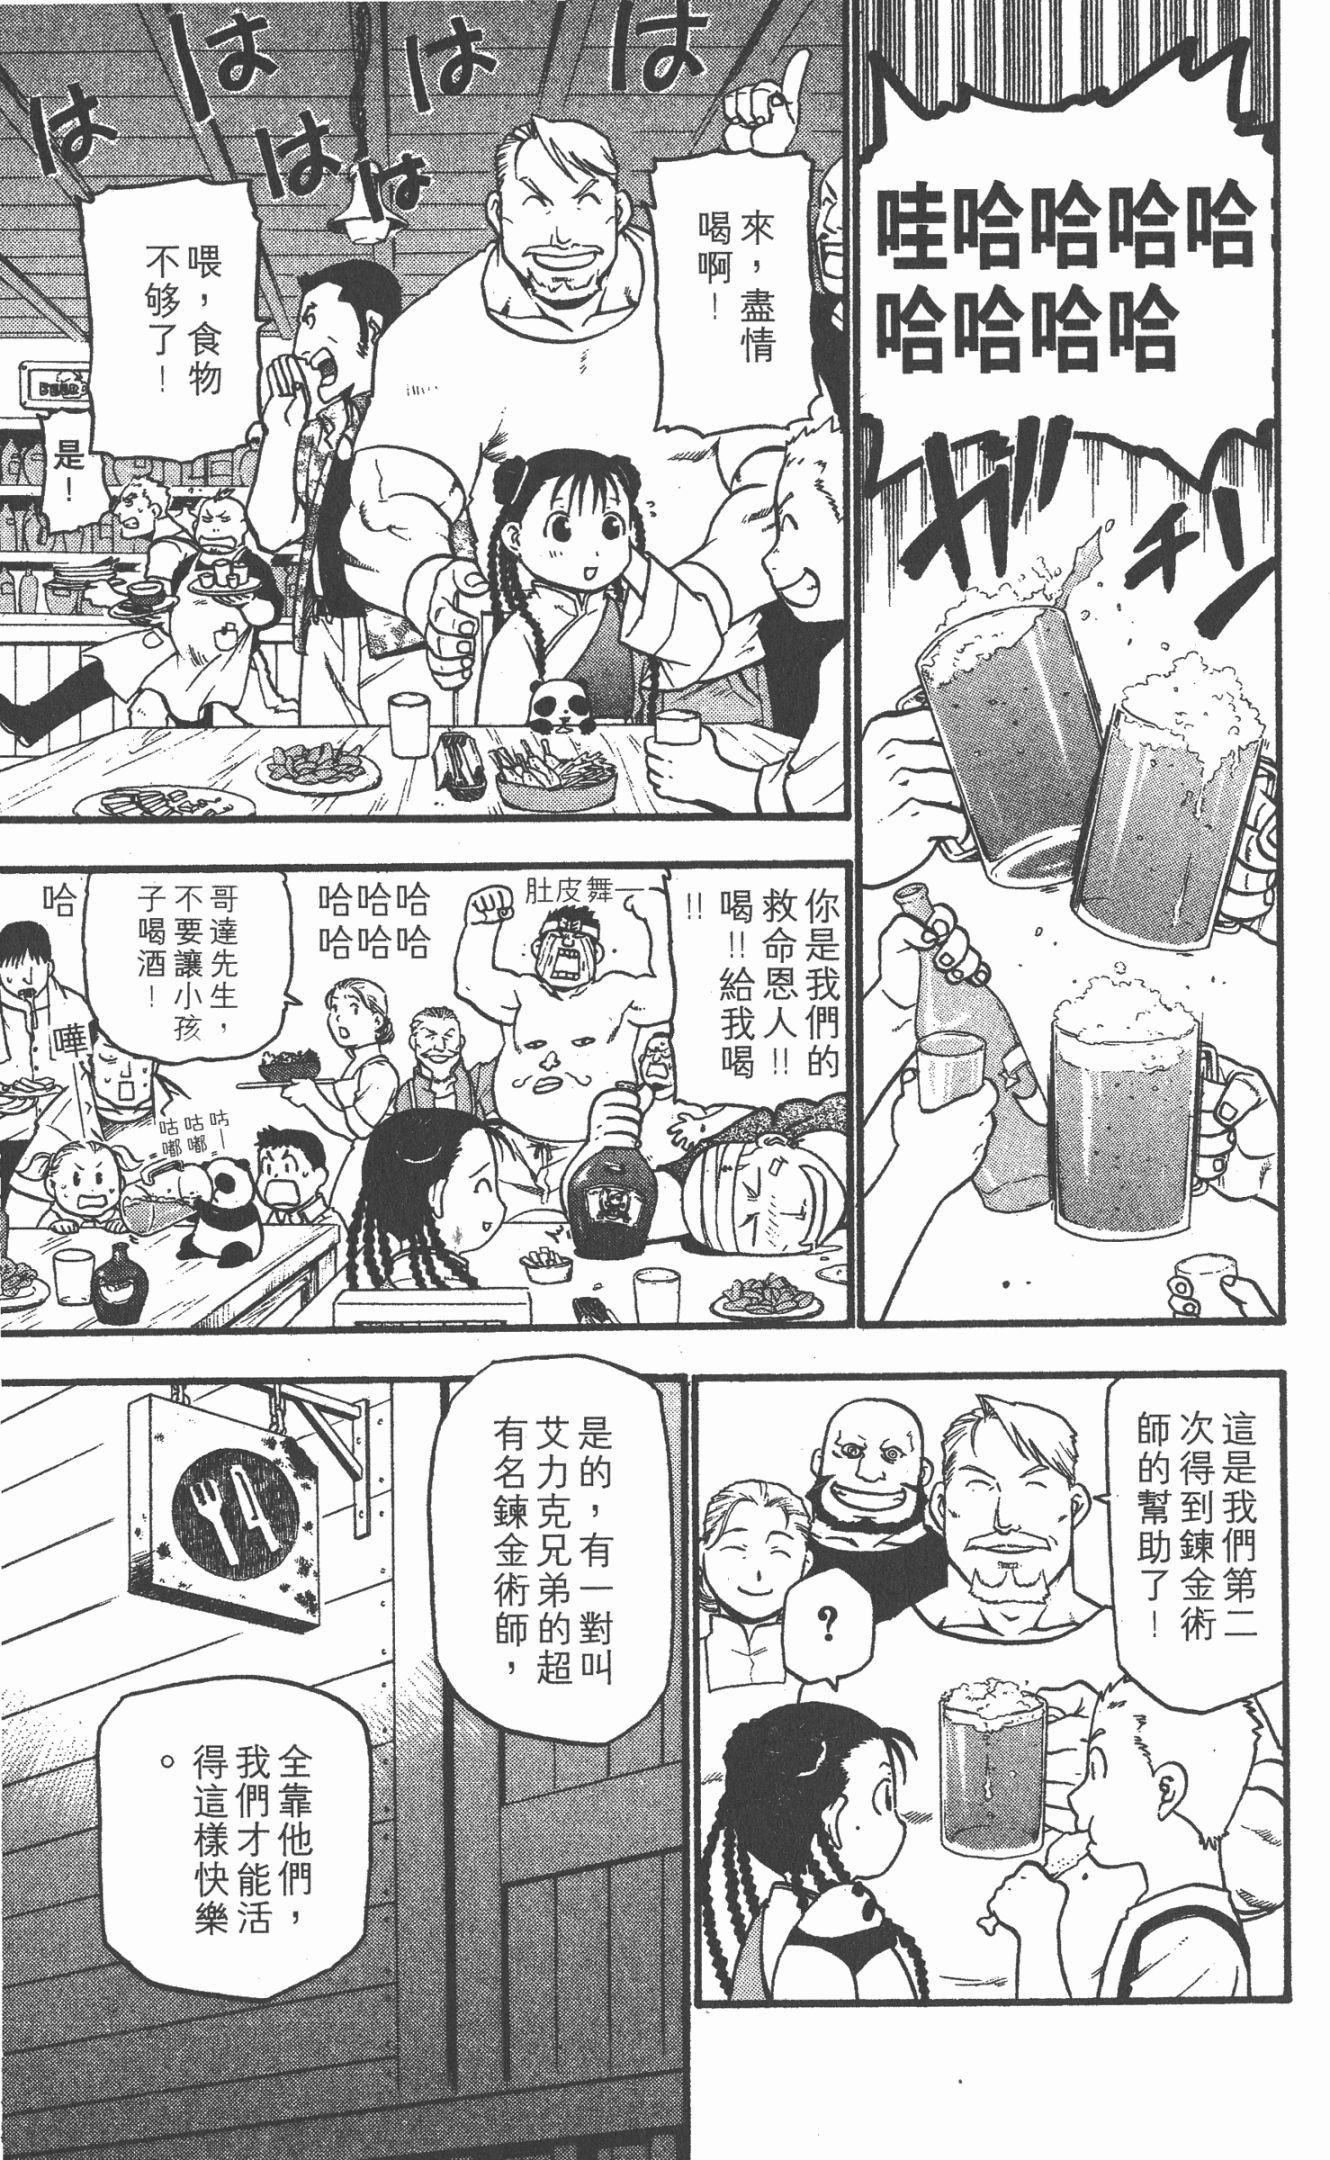 哇哈哈哈哈
哈哈哈哈
ガギ
チン
來，盡情
喝啊！
は
は
は
は
は
は
喂，食物
不够了！
BEER
是！
你是我們的
救命恩人!!
喝!!給我喝
!!
肚皮舞—
哈哈哈
哈哈哈
哥達先生，
不要讓小孩
子喝酒！
哈
嘩
咕咕咕—
嘟嘟
這是我們第二
次得到鍊金術
師的幫助了！
？
是的，有一對叫
艾力克兄弟的超
有名鍊金術師，
全靠他們，
我們才能活
得這樣快樂
。